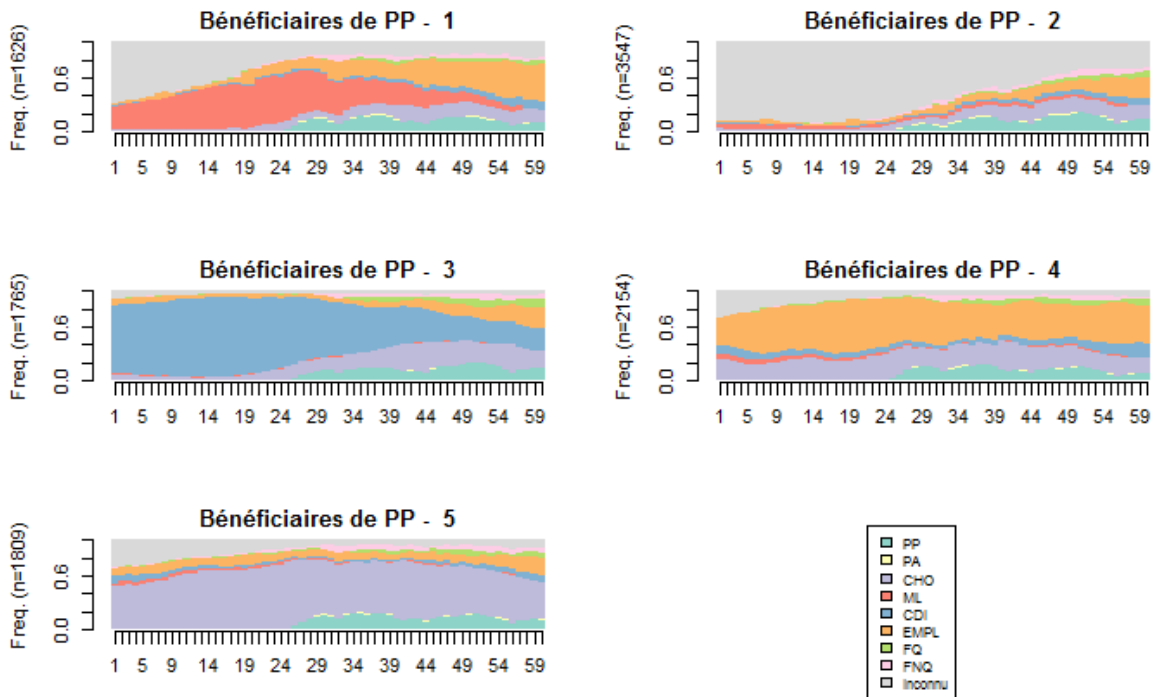 Bénéficiaires de PP - 1
Freq. (n=1626)
0.0 0.6
1 5 9 14 19 24 29 34 39 44 49 54 59
Bénéficiaires de PP - 2
Freq. (n=3547)
0.0 0.6
1 5 9 14 19 24 29 34 39 44 49 54 59
Bénéficiaires de PP - 3
Freq. (n=1765)
0.0 0.6
1 5 9 14 19 24 29 34 39 44 49 54 59
Bénéficiaires de PP - 4
Freq. (n=2154)
0.0 0.6
1 5 9 14 19 24 29 34 39 44 49 54 59
Bénéficiaires de PP - 5
Freq. (n=1809)
0.0 0.6
1 5 9 14 19 24 29 34 39 44 49 54 59
PP
PA
CHO
ML
CDI
EMPL
FQ
FNQ
Inconnu